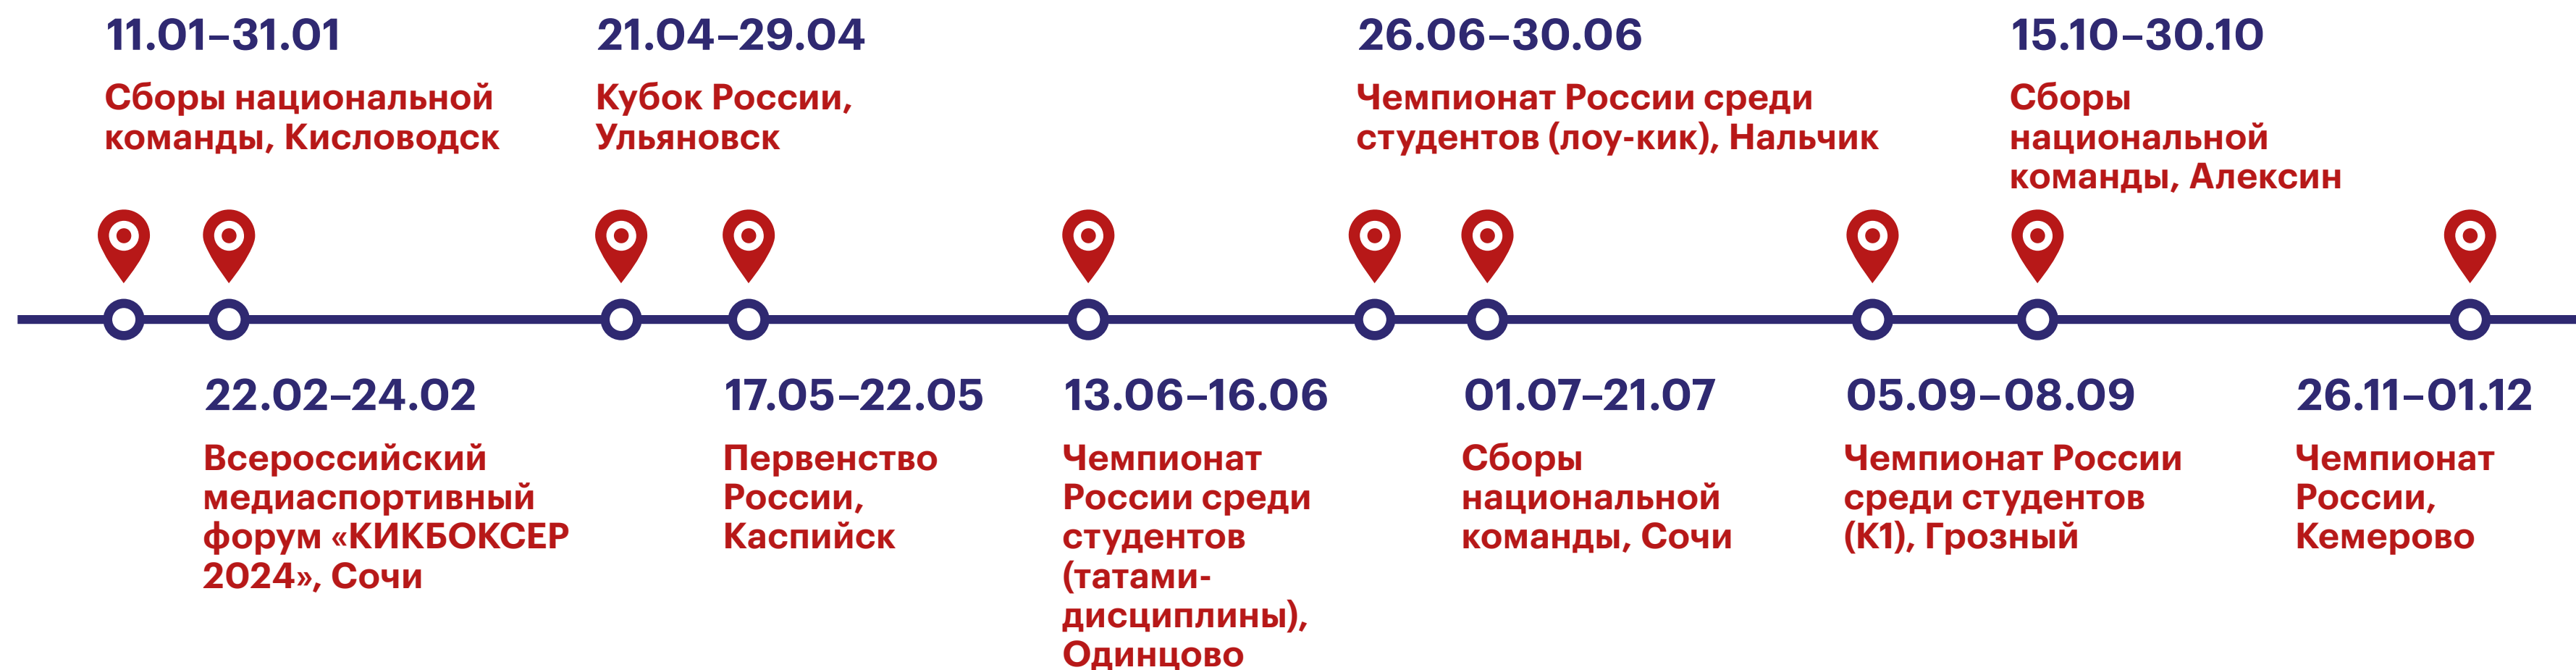 11.01–31.01
Сборы национальной
команды, Кисловодск
21.04–29.04
Кубок России,
Ульяновск
26.06–30.06
Чемпионат России среди
студентов (лоу-кик), Нальчик
15.10–30.10
Сборы
национальной
команды, Алексин
22.02–24.02
Всероссийский
медиаспортивный
форум «КИКБОКСЕР
2024», Сочи
17.05–22.05
Первенство
России,
Каспийск
13.06–16.06
Чемпионат
России среди
студентов
(татами-
дисциплины),
Одинцово
01.07–21.07
Сборы
национальной
команды, Сочи
05.09–08.09
Чемпионат России
среди студентов
(К1), Грозный
26.11–01.12
Чемпионат
России,
Кемерово